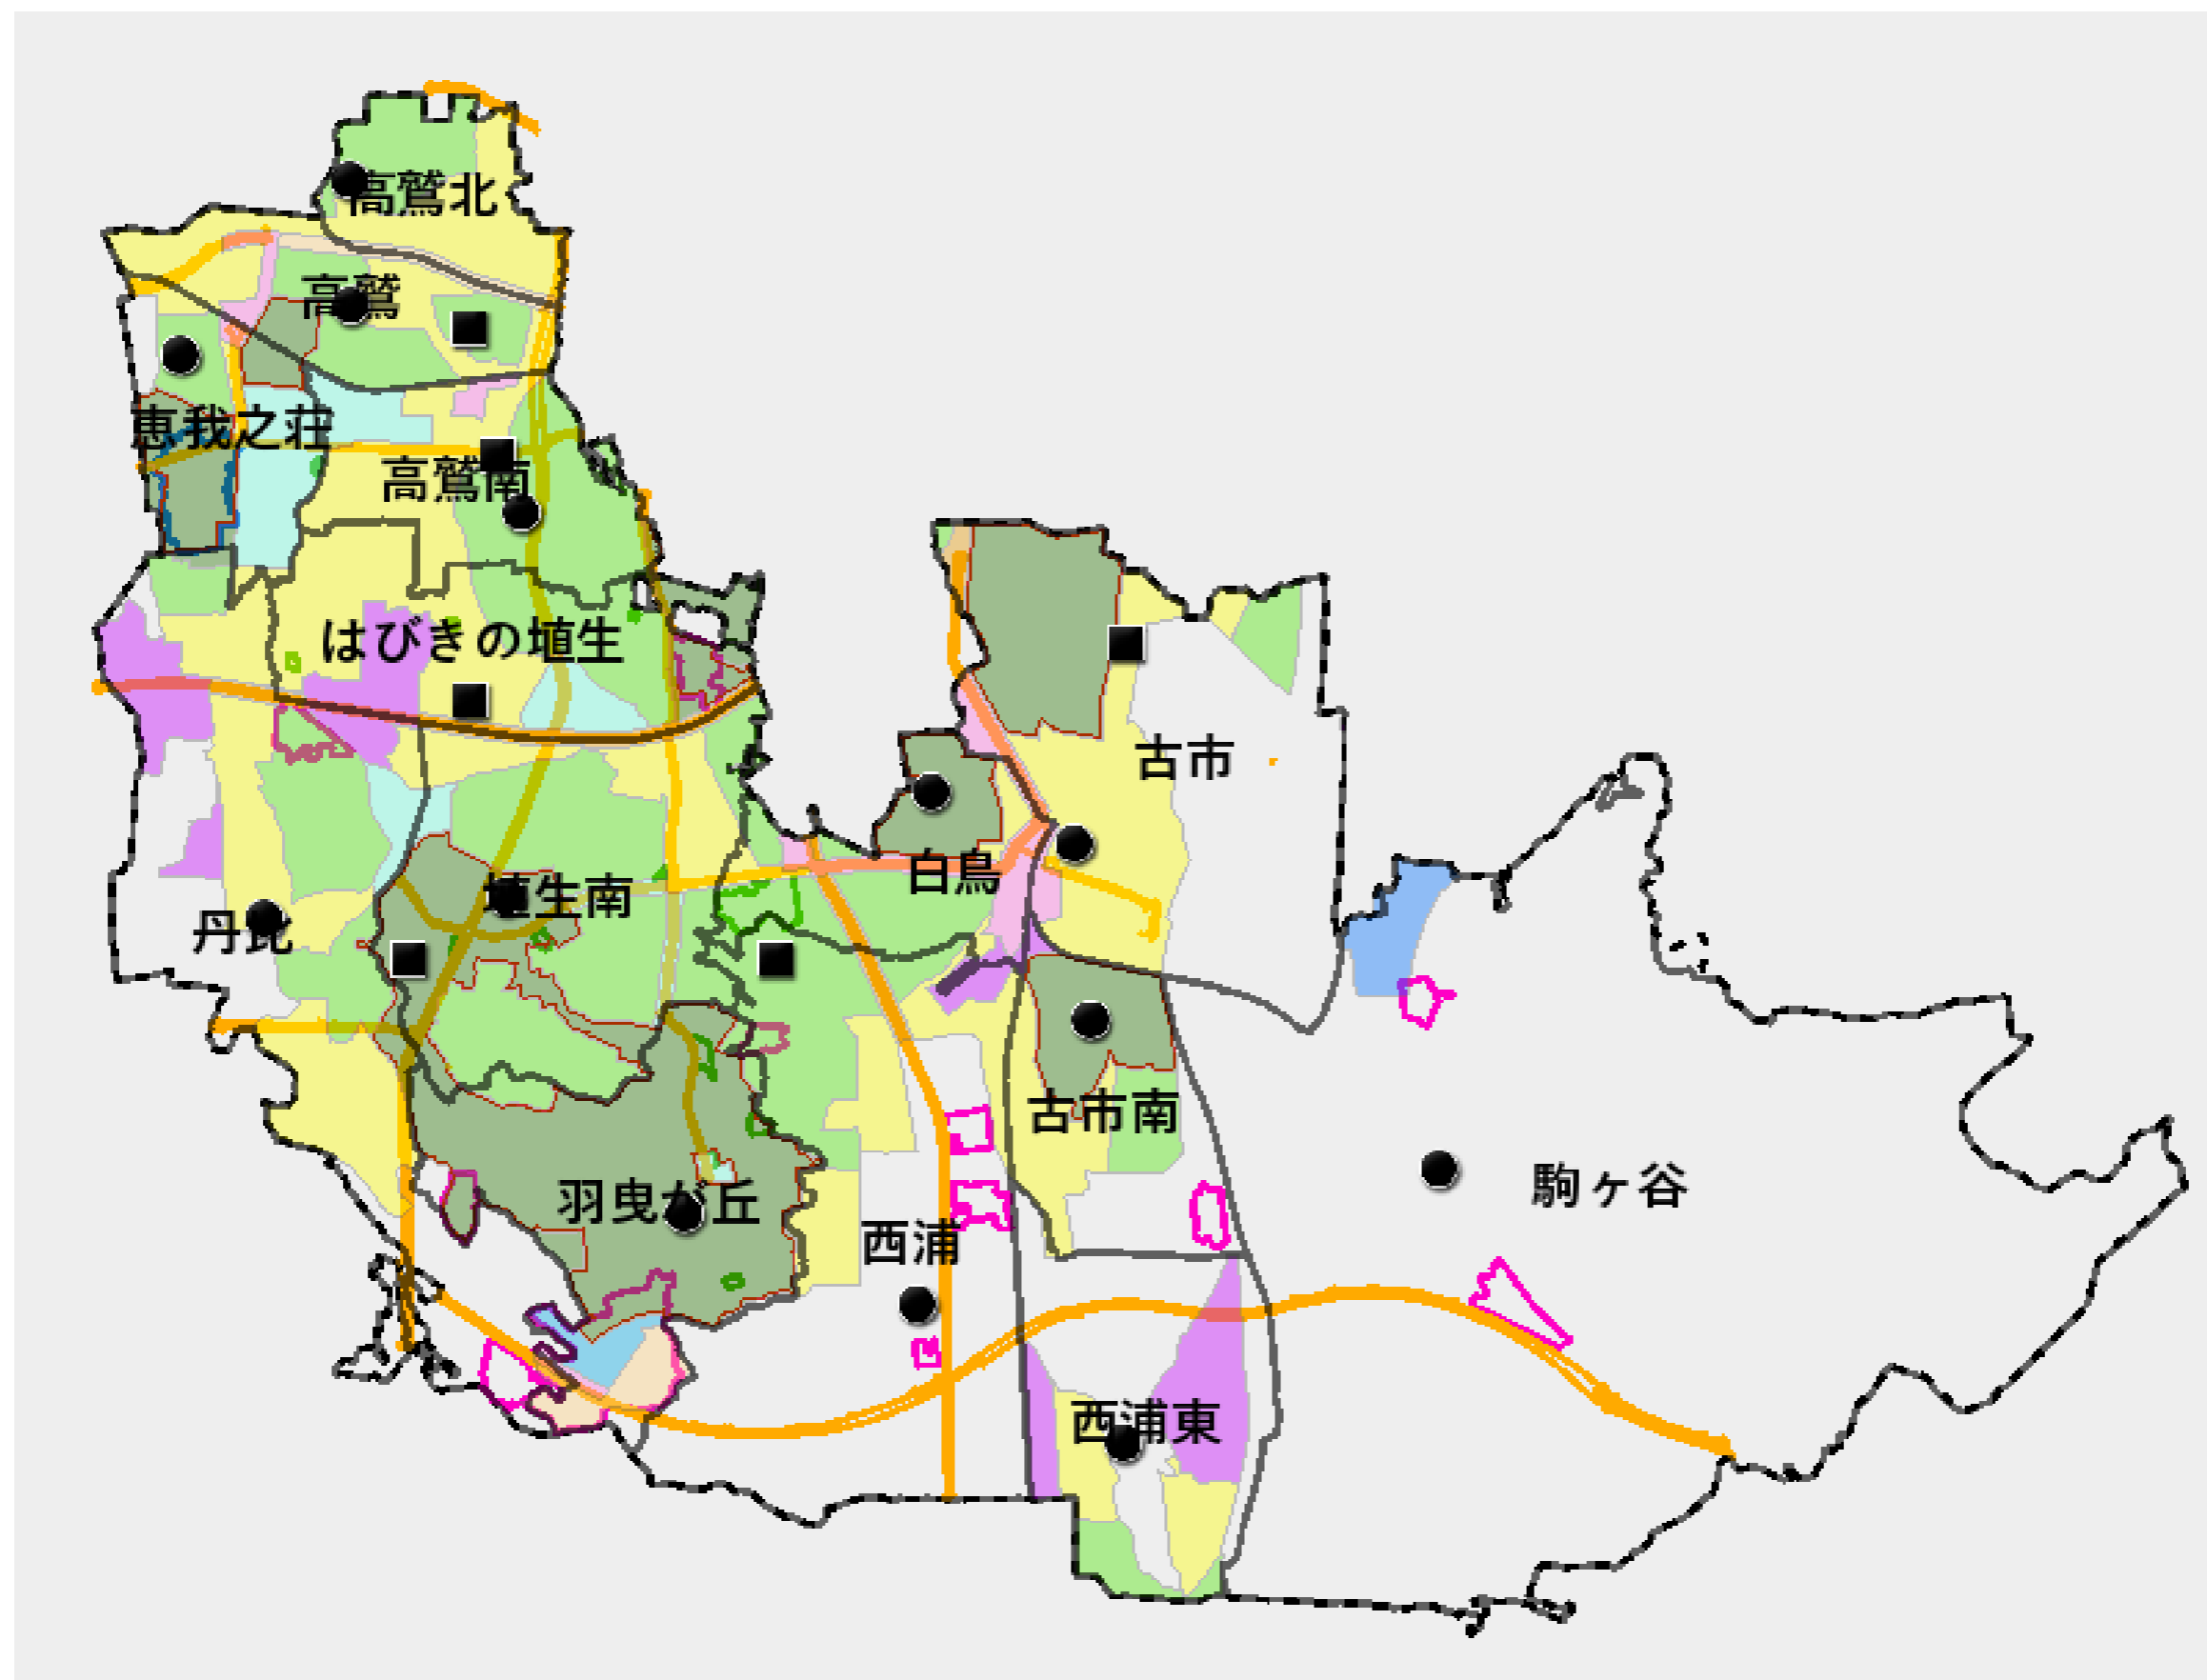 高鷲北
高鷲
恵我之荘
高鷲南
はびきの埴生
古市
白鳥
埴生南
丹比
古市南
駒ヶ谷
羽曳が丘
西浦
西浦東